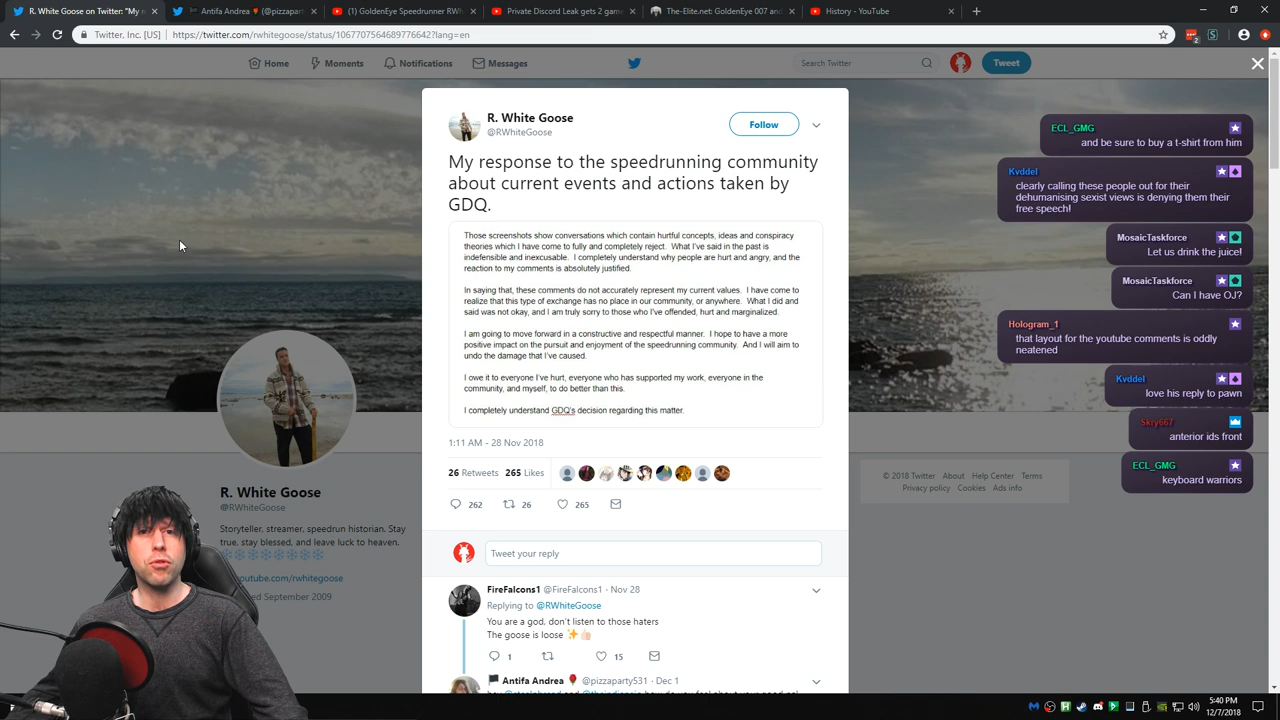 R. White Goose on Twitter: "My r
Antifa Andrea
(@pizzaparty
(1) GoldenEye Speedrunner RWh
Private Discord Leak gets 2 game
The-Elite.net: GoldenEye 007 and
History - YouTube
Twitter, Inc. [US]
https://twitter.com/rwhitegoose/status/1067707564689776642?lang=en
2
Home
Moments
Notifications
Messages
Search Twitter
Tweet
R. White Goose
@RWhiteGoose
Follow
My response to the speedrunning community
about current events and actions taken by
GDQ.
Those screenshots show conversations which contain hurtful concepts, ideas and conspiracy
theories which I have come to fully and completely reject. What I've said in the past is
indefensible and inexcusable. I completely understand why people are hurt and angry, and the
reaction to my comments is absolutely justified.
In saying that, these comments do not accurately represent my current values. I have come to
realize that this type of exchange has no place in our community, or anywhere. What I did and
said was not okay, and I am truly sorry to those who I've offended, hurt and marginalized.
I am going to move forward in a constructive and respectful manner. I hope to have a more
positive impact on the pursuit and enjoyment of the speedrunning community. And I will aim to
undo the damage that I've caused.
I owe it to everyone I've hurt, everyone who has supported my work, everyone in the
community, and myself, to do better than this.
I completely understand GDQ's decision regarding this matter.
1:11 AM - 28 Nov 2018
26 Retweets 265 Likes
262
26
265
Tweet your reply
FireFalcons1 @FireFalcons1 · Nov 28
Replying to @RWhiteGoose
You are a god, don't listen to those haters
The goose is loose ✨👍
1
15
Antifa Andrea 🌹 @pizzaparty531 · Dec 1
R. White Goose
@RWhiteGoose
Storyteller, streamer, speedrun historian. Stay
true, stay blessed, and leave luck to heaven.
outube.com/rwhitegoose
ed September 2009
© 2018 Twitter About Help Center Terms
Privacy policy Cookies Ads info
ECL_GMG
and be sure to buy a t-shirt from him
Kvddel
clearly calling these people out for their
dehumanising sexist views is denying them their
free speech!
MosaicTaskforce
Let us drink the juice!
MosaicTaskforce
Can I have OJ?
Hologram_1
that layout for the youtube comments is oddly
neatened
Kvddel
love his reply to pawn
Skry667
anterior ids front
ECL_GMG
keyboard warriors
5:40 PM
12/7/2018